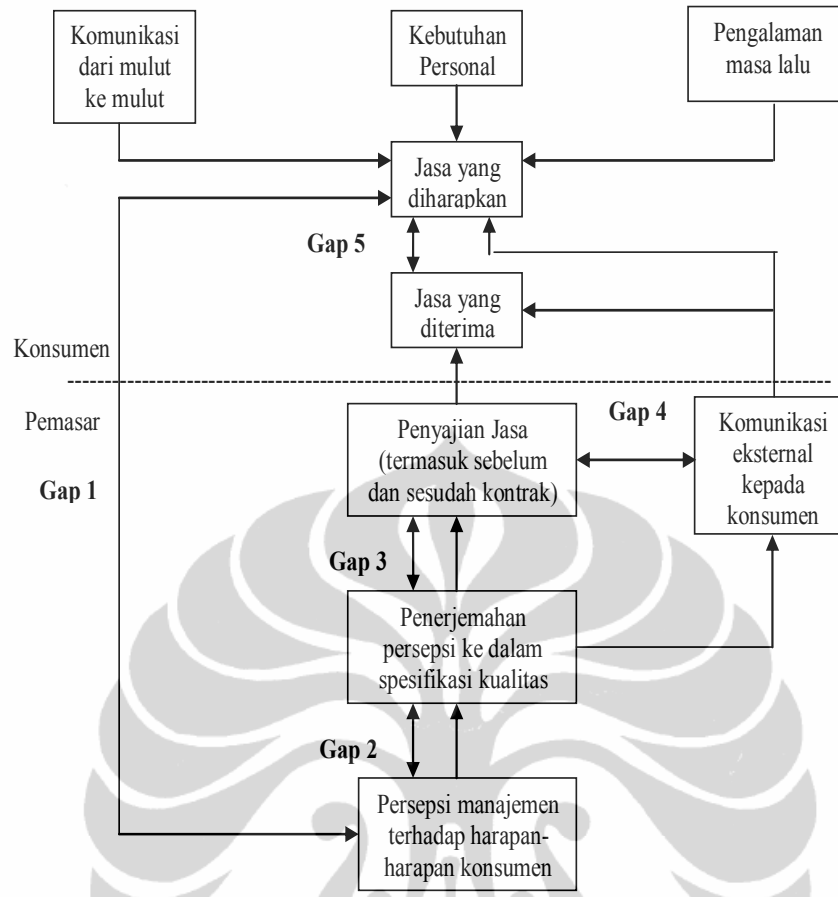 Komunikasi
dari mulut
ke mulut
Kebutuhan
Personal
Pengalaman
masa lalu
Jasa yang
diharapkan
Gap 5
Jasa yang
diterima
Konsumen
Pemasar
Gap 1
Penyajian Jasa
(termasuk sebelum
dan sesudah kontrak)
Gap 4
Komunikasi
eksternal
kepada
konsumen
Gap 3
Penerjemahan
persepsi ke dalam
spesifikasi kualitas
Gap 2
Persepsi manajemen
terhadap harapan-
harapan konsumen